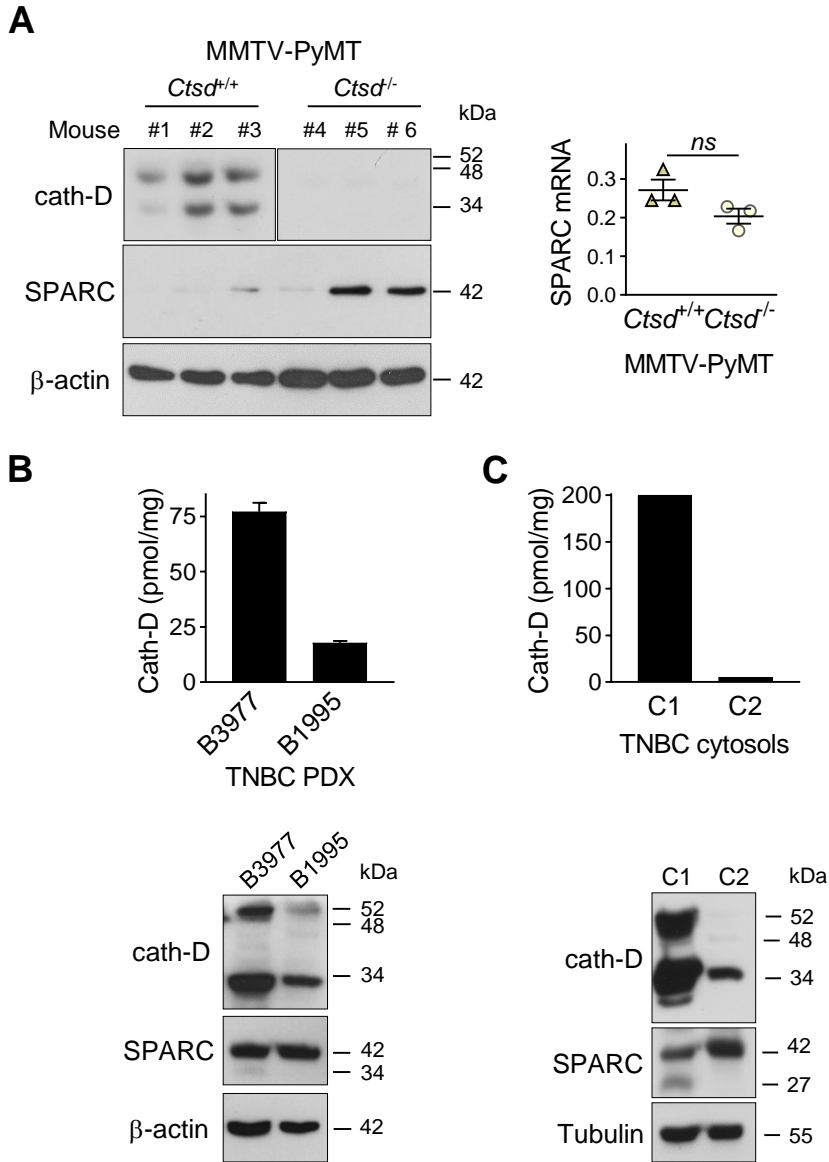 A
MMTV-PyMT
Ctsd+/+ Ctsd-/-
kDa
Mouse #1 #2 #3 #4 #5 # 6
cath-D
52
48
34
SPARC
42
β-actin
42
SPARC mRNA
ns
0.3
0.2
0.1
0.0
Ctsd+/+ Ctsd-/-
MMTV-PyMT
B
Cath-D (pmol/mg)
75
50
25
0
B3977 B1995
TNBC PDX
B3977 B1995 kDa
cath-D
52
48
34
SPARC
42
34
β-actin
42
C
Cath-D (pmol/mg)
200
150
100
50
0
C1 C2
TNBC cytosols
C1 C2 kDa
cath-D
52
48
34
SPARC
42
27
Tubulin
55